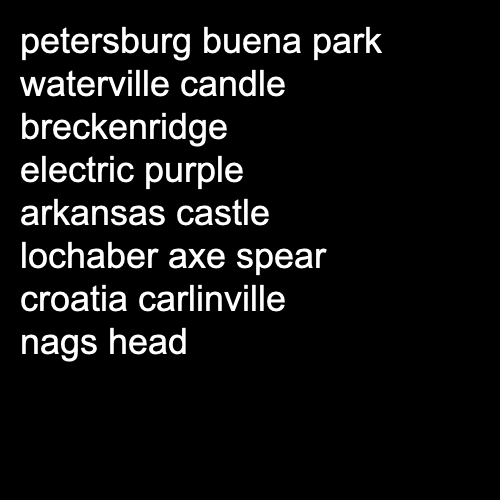 petersburg buena park
waterville candle
breckenridge
electric purple
arkansas castle
lochaber axe spear
croatia carlinville
nags head